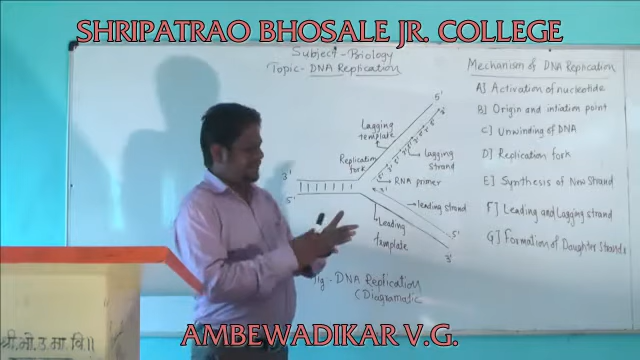 SHRIPATRAO BHOSALE JR. COLLEGE
Subject - Biology
Topic - DNA Replication
Mechanism of DNA Replication
A] Activation of nucleotide
B] Origin and intiation point
C] Unwinding of DNA
D] Replication fork
E] Synthesis of New Strand
F] Leading and Lagging strand
G] Formation of Doughter Strands
5'
3'
Lagging
template
Lagging
strand
Replication
fork
RNA primer
3'
5'
leading strand
Leading
template
5'
3'
DNA Replication
(Diagramatic
AMBEWADIKAR V.G.